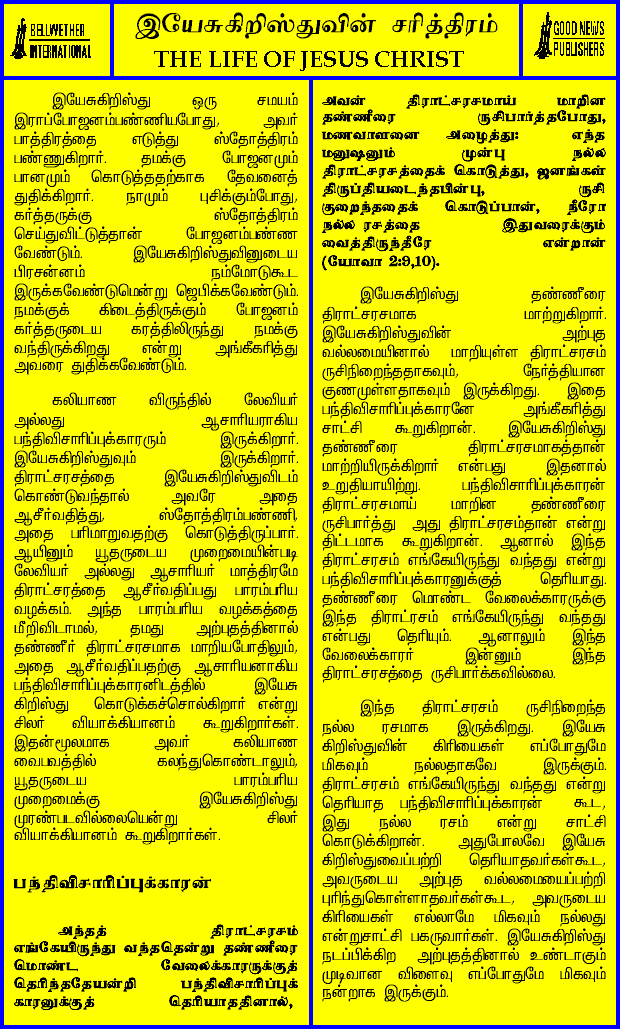 BELLWETHER
INTERNATIONAL
இயேசுகிறிஸ்துவின் சரித்திரம்
THE LIFE OF JESUS CHRIST
GOOD NEWS
PUBLISHERS
இயேசுகிறிஸ்து ஒரு சமயம்
இராப்போஜனம்பண்ணியபோது, அவர்
பாத்திரத்தை எடுத்து ஸ்தோத்திரம்
பண்ணுகிறார். தமக்கு போஜனமும்
பானமும் கொடுத்ததற்காக தேவனைத்
துதிக்கிறார். நாமும் புசிக்கும்போது,
கர்த்தருக்கு ஸ்தோத்திரம்
செய்துவிட்டுத்தான் போஜனம்பண்ண
வேண்டும். இயேசுகிறிஸ்துவினுடைய
பிரசன்னம் நம்மோடுகூட
இருக்கவேண்டுமென்று ஜெபிக்கவேண்டும்.
நமக்குக் கிடைத்திருக்கும் போஜனம்
கர்த்தருடைய கரத்திலிருந்து நமக்கு
வந்திருக்கிறது என்று அங்கீகரித்து
அவரை துதிக்கவேண்டும்.
கலியாண விருந்தில் லேவியர்
அல்லது ஆசாரியராகிய
பந்திவிசாரிப்புக்காரரும் இருக்கிறார்.
இயேசுகிறிஸ்துவும் இருக்கிறார்.
திராட்சரசத்தை இயேசுகிறிஸ்துவிடம்
கொண்டுவந்தால் அவரே அதை
ஆசீர்வதித்து, ஸ்தோத்திரம்பண்ணி,
அதை பரிமாறுவதற்கு கொடுத்திருப்பார்.
ஆயினும் யூதருடைய முறைமையின்படி
லேவியர் அல்லது ஆசாரியர் மாத்திரமே
திராட்சரத்தை ஆசீர்வதிப்பது பாரம்பரிய
வழக்கம். அந்த பாரம்பரிய வழக்கத்தை
மீறிவிடாமல், தமது அற்புதத்தினால்
தண்ணீர் திராட்சரசமாக மாறியபோதிலும்,
அதை ஆசீர்வதிப்பதற்கு ஆசாரியனாகிய
பந்திவிசாரிப்புக்காரனிடத்தில் இயேசு
கிறிஸ்து கொடுக்கச்சொல்கிறார் என்று
சிலர் வியாக்கியானம் கூறுகிறார்கள்.
இதன்மூலமாக அவர் கலியாண
வைபவத்தில் கலந்துகொண்டாலும்,
யூதருடைய பாரம்பரிய
முறைமைக்கு இயேசுகிறிஸ்து
முரண்படவில்லையென்று சிலர்
வியாக்கியானம் கூறுகிறார்கள்.
பந்திவிசாரிப்புக்காரன்
அந்தத் திராட்சரசம்
எங்கேயிருந்து வந்ததென்று தண்ணீரை
மொண்ட வேலைக்காரருக்குத்
தெரிந்ததேயன்றி பந்திவிசாரிப்புக்
காரனுக்குத் தெரியாததினால்,
அவன் திராட்சரசமாய் மாறின
தண்ணீரை ருசிபார்த்தபோது,
மணவாளனை அழைத்து: எந்த
மனுஷனும் முன்பு நல்ல
திராட்சரசத்தைக் கொடுத்து, ஜனங்கள்
திருப்தியடைந்தபின்பு, ருசி
குறைந்ததைக் கொடுப்பான், நீரோ
நல்ல ரசத்தை இதுவரைக்கும்
வைத்திருந்தீரே என்றான்
(யோவா 2:9,10).
இயேசுகிறிஸ்து தண்ணீரை
திராட்சரசமாக மாற்றுகிறார்.
இயேசுகிறிஸ்துவின் அற்புத
வல்லமையினால் மாறியுள்ள திராட்சரசம்
ருசிநிறைந்ததாகவும், நேர்த்தியான
குணமுள்ளதாகவும் இருக்கிறது. இதை
பந்திவிசாரிப்புக்காரனே அங்கீகரித்து
சாட்சி கூறுகிறான். இயேசுகிறிஸ்து
தண்ணீரை திராட்சரசமாகத்தான்
மாற்றியிருக்கிறார் என்பது இதனால்
உறுதியாயிற்று. பந்திவிசாரிப்புக்காரன்
திராட்சரசமாய் மாறின தண்ணீரை
ருசிபார்த்து அது திராட்சரசம்தான் என்று
திட்டமாக கூறுகிறான். ஆனால் இந்த
திராட்சரசம் எங்கேயிருந்து வந்தது என்று
பந்திவிசாரிப்புக்காரனுக்குத் தெரியாது.
தண்ணீரை மொண்ட வேலைக்காரருக்கு
இந்த திராட்ரசம் எங்கேயிருந்து வந்தது
என்பது தெரியும். ஆனாலும் இந்த
வேலைக்காரர் இன்னும் இந்த
திராட்சரசத்தை ருசிபார்க்கவில்லை.
இந்த திராட்சரசம் ருசிநிறைந்த
நல்ல ரசமாக இருக்கிறது. இயேசு
கிறிஸ்துவின் கிரியைகள் எப்போதுமே
மிகவும் நல்லதாகவே இருக்கும்.
திராட்சரசம் எங்கேயிருந்து வந்தது என்று
தெரியாத பந்திவிசாரிப்புக்காரன் கூட,
இது நல்ல ரசம் என்று சாட்சி
கொடுக்கிறான். அதுபோலவே இயேசு
கிறிஸ்துவைப்பற்றி தெரியாதவர்கள்கூட,
அவருடைய அற்புத வல்லமையைப்பற்றி
புரிந்துகொள்ளாதவர்கள்கூட, அவருடைய
கிரியைகள் எல்லாமே மிகவும் நல்லது
என்றுசாட்சி பகருவார்கள். இயேசுகிறிஸ்து
நடப்பிக்கிற அற்புதத்தினால் உண்டாகும்
முடிவான விளைவு எப்போதுமே மிகவும்
நன்றாக இருக்கும்.